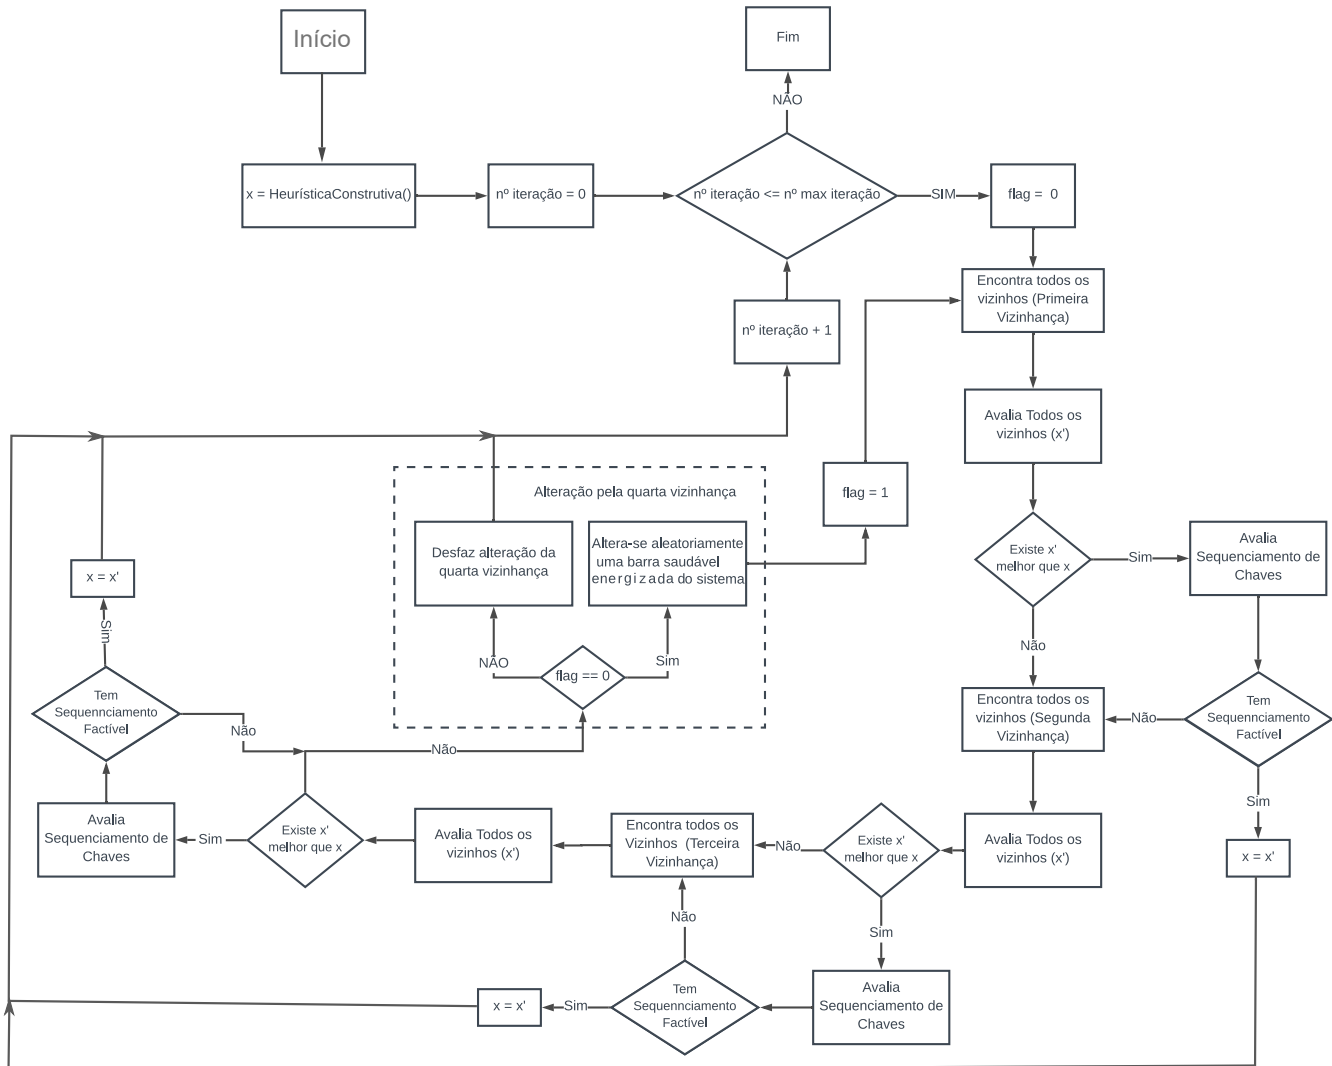 Início
Fim
NÃO
x = HeurísticaConstrutiva()
nº iteração = 0
nº iteração <= nº max iteração
SIM
flag =  0
Encontra todos os
vizinhos (Primeira
Vizinhança)
nº iteração + 1
Avalia Todos os
vizinhos (x')
Alteração pela quarta vizinhança
flag = 1
Desfaz alteração da
quarta vizinhança
Altera-se aleatoriamente
uma barra saudável
energizada do sistema
Existe x'
melhor que x
Sim
Avalia
Sequenciamento de
Chaves
x = x'
Sim
NÃO
flag == 0
Sim
Não
Tem
Sequennciamento
Factível
Não
Não
Encontra todos os
vizinhos (Segunda
Vizinhança)
Não
Tem
Sequennciamento
Factível
Sim
Avalia
Sequenciamento de
Chaves
Sim
Existe x'
melhor que x
Avalia Todos os
vizinhos (x')
Encontra todos os
Vizinhos  (Terceira
Vizinhança)
Não
Existe x'
melhor que x
Avalia Todos os
vizinhos (x')
x = x'
Não
Sim
x = x'
Sim
Tem
Sequennciamento
Factível
Avalia
Sequenciamento de
Chaves